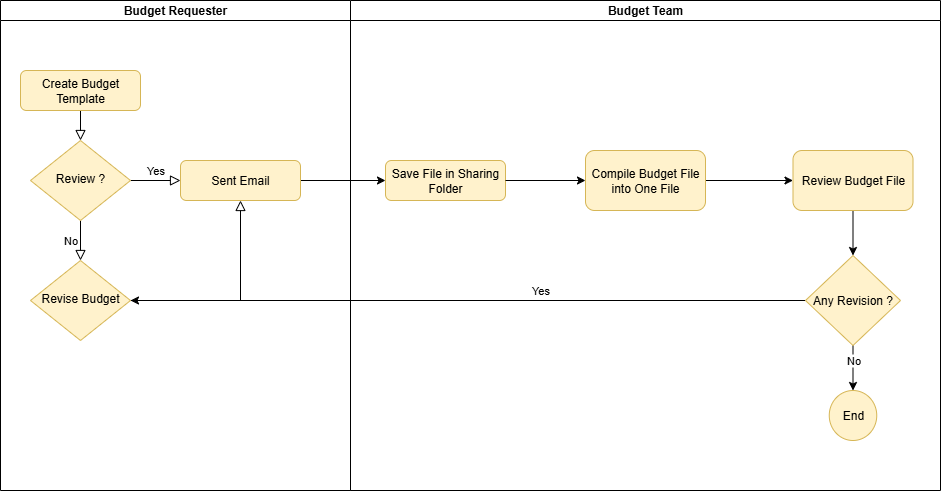 Budget Requester
Budget Team
Create Budget
Template
Review ?
Yes
Sent Email
Save File in Sharing
Folder
Compile Budget File
into One File
Review Budget File
No
Revise Budget
Yes
Any Revision ?
No
End